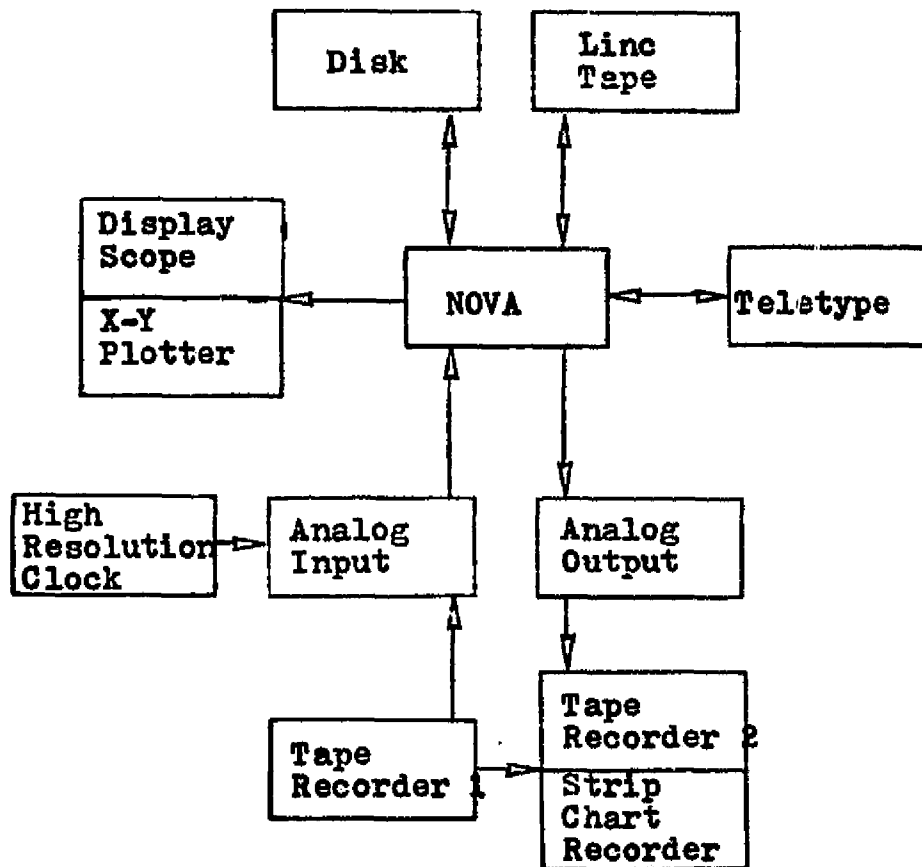 Disk
Linc
Tape
Display
Scope
X-Y
Plotter
NOVA
Teletype
High
Resolution
Clock
Analog
Input
Analog
Output
Tape
Recorder 1
Tape
Recorder 2
Strip
Chart
Recorder